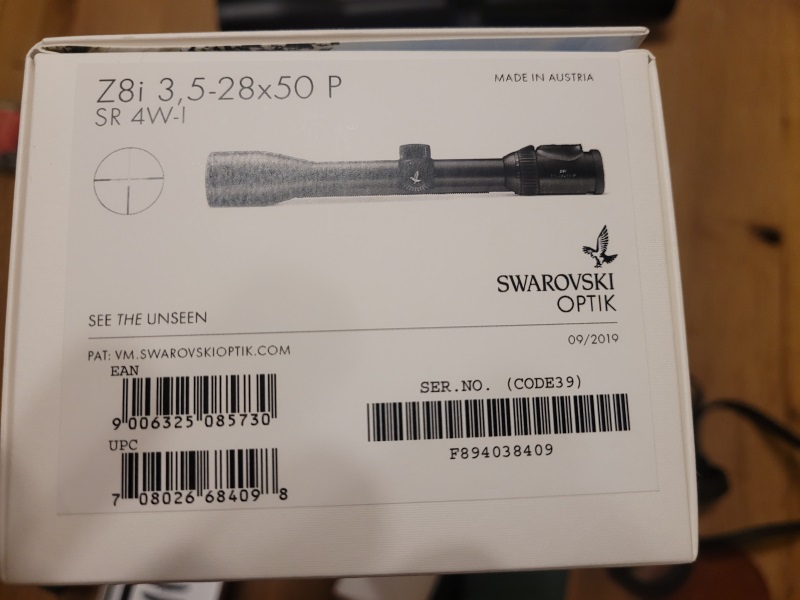 Z8i 3,5-28x50 P
MADE IN AUSTRIA
SR 4W-I
SWAROVSKI
OPTIK
SEE THE UNSEEN
09/2019
PAT: VM.SWAROVSKIOPTIK.COM
EAN
9 006325 085730
SER.NO. (CODE39)
F894038409
UPC
7 08026 68409 8